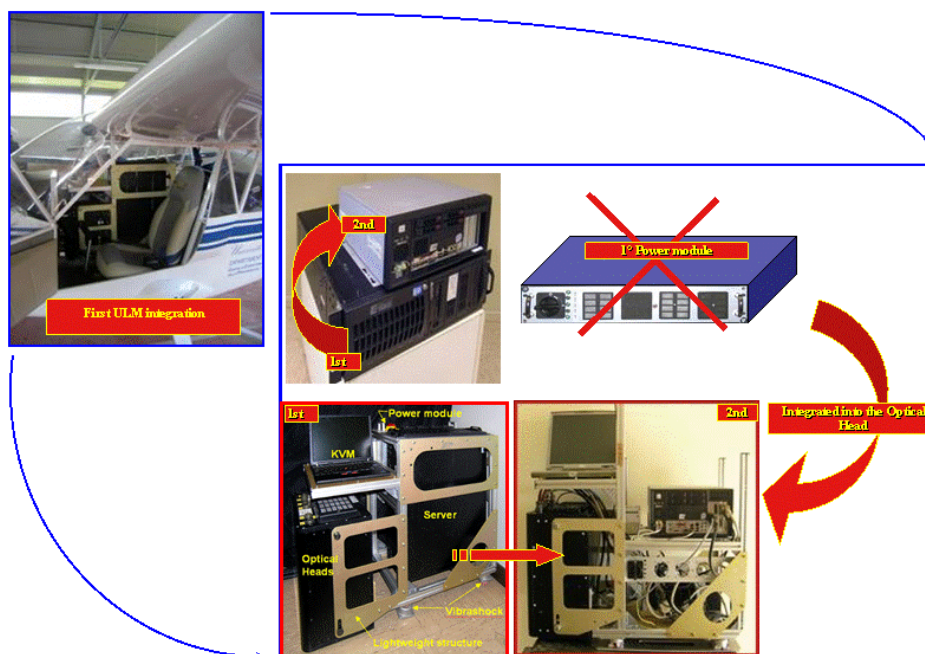 First ULM integration
DEPARTMENT
2nd
1st
1° Power module
Integrated into the Optical
Head
1st
Power module
KVM
Server
Optical
Heads
Vibrashock
Lightweight structure
2nd